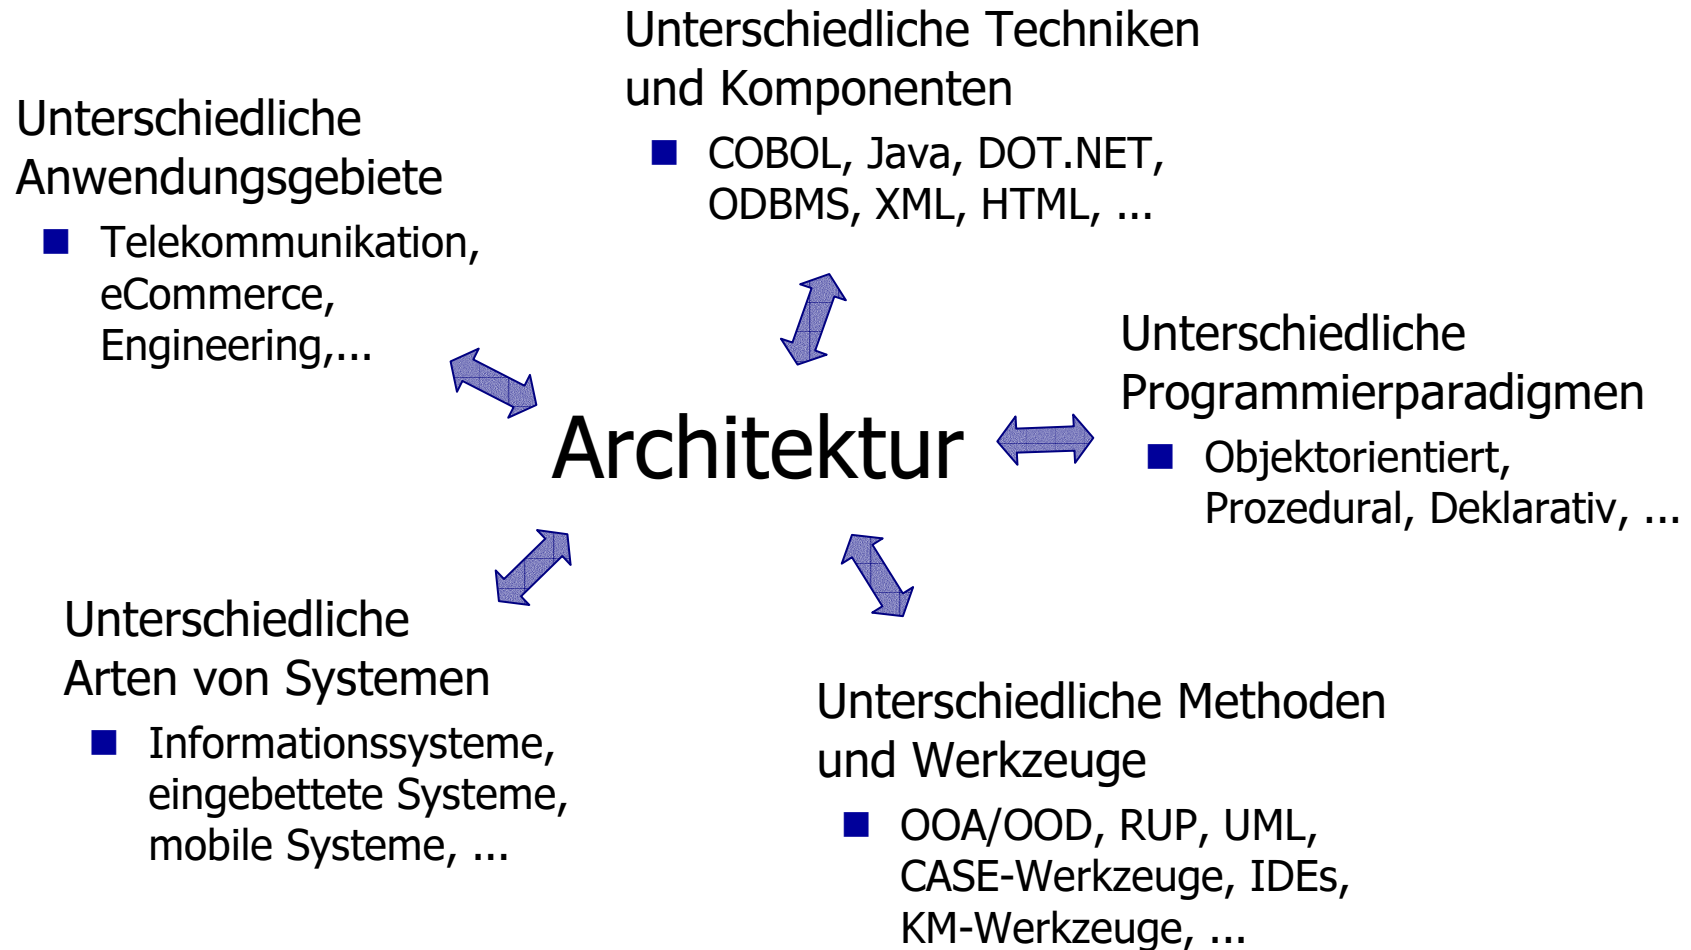 Unterschiedliche Techniken
und Komponenten
COBOL, Java, DOT.NET,
ODBMS, XML, HTML, ...
Unterschiedliche
Anwendungsgebiete
Telekommunikation,
eCommerce,
Engineering,...
Unterschiedliche
Programmierparadigmen
Objektorientiert,
Prozedural, Deklarativ, ...
Architektur
Unterschiedliche
Arten von Systemen
Informationssysteme,
eingebettete Systeme,
mobile Systeme, ...
Unterschiedliche Methoden
und Werkzeuge
OOA/OOD, RUP, UML,
CASE-Werkzeuge, IDEs,
KM-Werkzeuge, ...